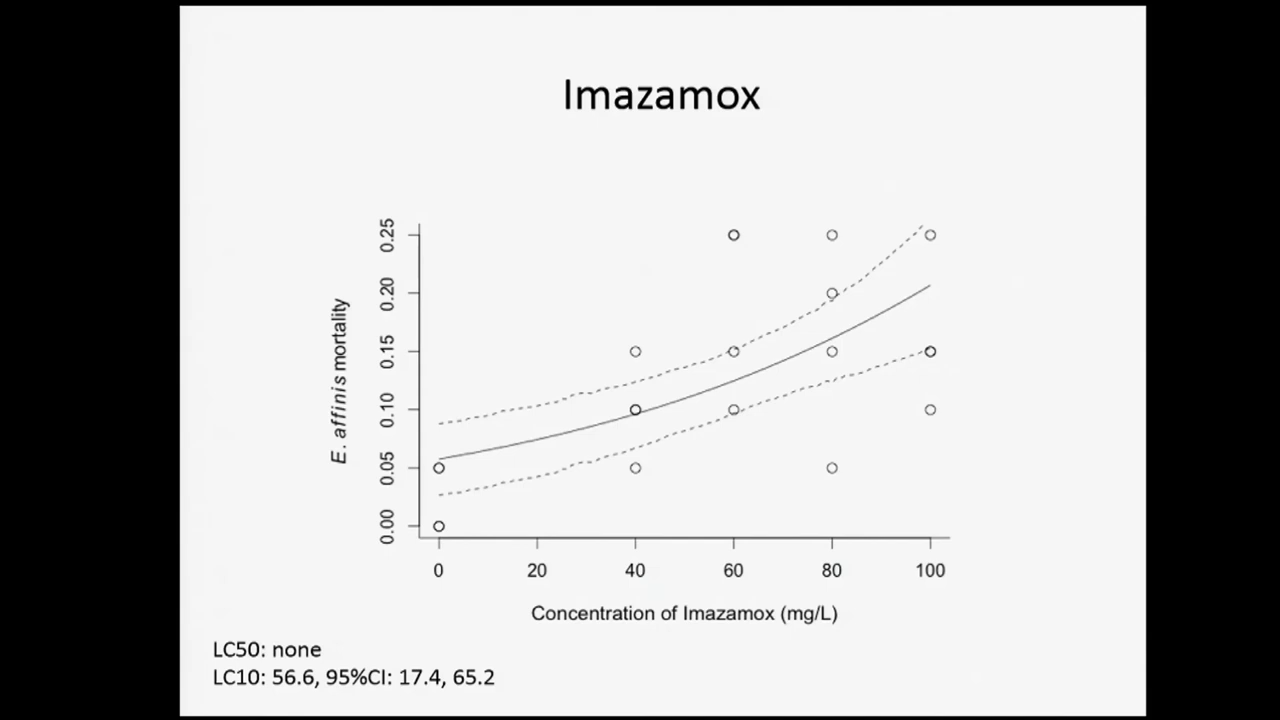 Imazamox
0.25
0.20
0.15
0.10
0.05
0.00
E. affinis mortality
0 20 40 60 80 100
Concentration of Imazamox (mg/L)
LC50: none
LC10: 56.6, 95%CI: 17.4, 65.2